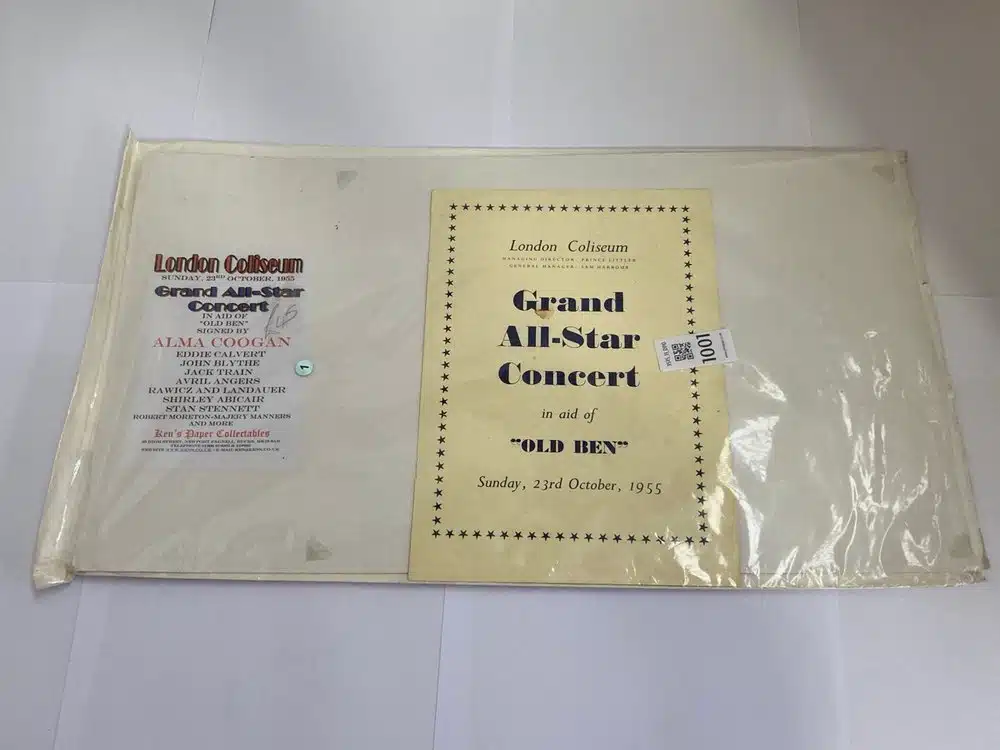 London Coliseum
SUNDAY, 23RD OCTOBER, 1955
Grand All-Star
Concert
IN AID OF
"OLD BEN"
SIGNED BY
ALMA COOGAN
EDDIE CALVERT
JOHN BLYTHE
JACK TRAIN
AVRIL ANGERS
RAWICZ AND LANDAUER
SHIRLEY ABICAIR
STAN STENNETT
ROBERT MORETON-MAJERY MANNERS
AND MORE
Ken's Paper Collectables
1
London Coliseum
MANAGING DIRECTOR PRINCE LITTLER
GENERAL MANAGER SAM HARBOUR
Grand
All-Star
Concert
in aid of
"OLD BEN"
Sunday, 23rd October, 1955
1001